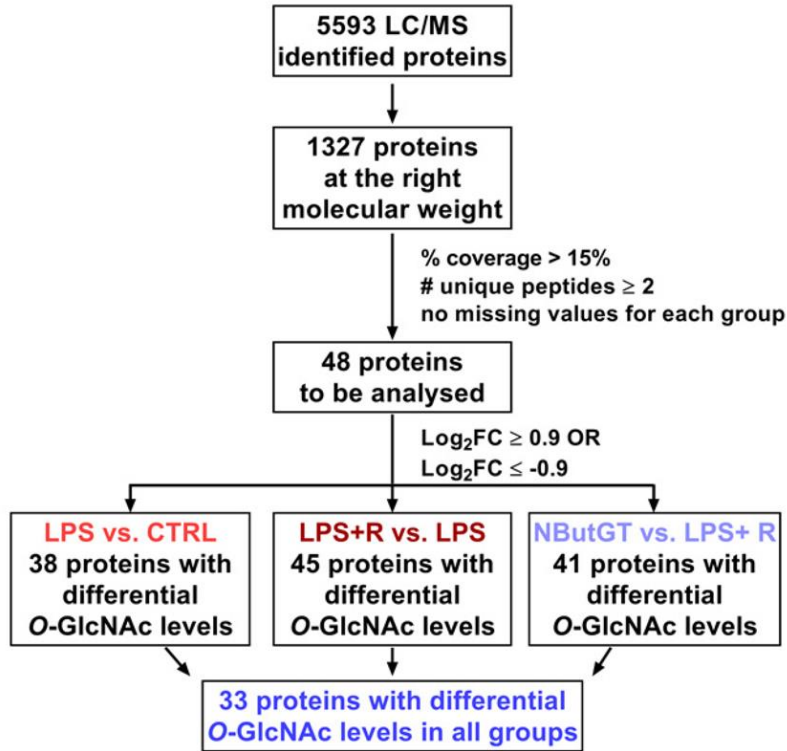 5593 LC/MS
identified proteins
1327 proteins
at the right
molecular weight
% coverage > 15%
# unique peptides ≥ 2
no missing values for each group
48 proteins
to be analysed
Log₂FC ≥ 0.9 OR
Log₂FC ≤ -0.9
LPS vs. CTRL
38 proteins with
differential
O-GlcNAc levels
LPS+R vs. LPS
45 proteins with
differential
O-GlcNAc levels
NButGT vs. LPS+ R
41 proteins with
differential
O-GlcNAc levels
33 proteins with differential
O-GlcNAc levels in all groups